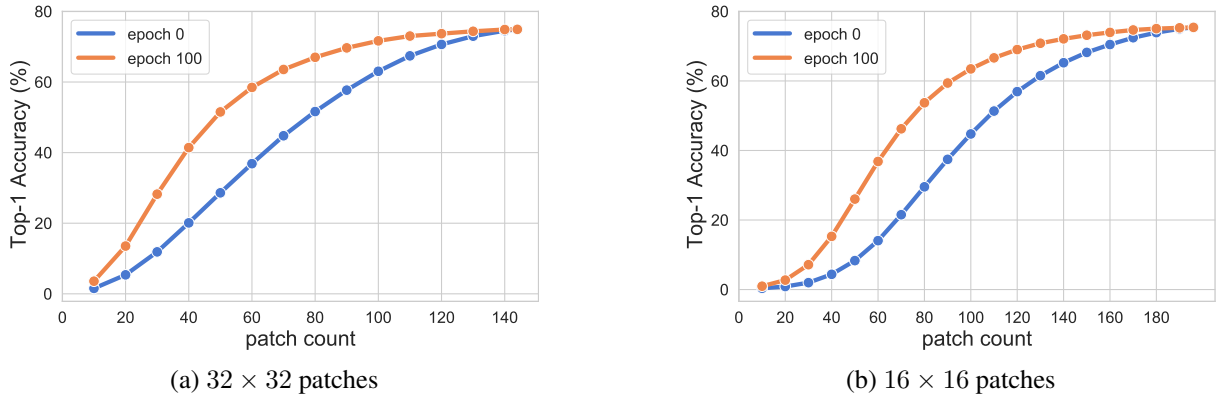 80
60
40
20
0
Top-1 Accuracy (%)
epoch 0
epoch 100
0 20 40 60 80 100 120 140
patch count
(a) 32 × 32 patches
80
60
40
20
0
Top-1 Accuracy (%)
epoch 0
epoch 100
0 20 40 60 80 100 120 140 160 180
patch count
(b) 16 × 16 patches